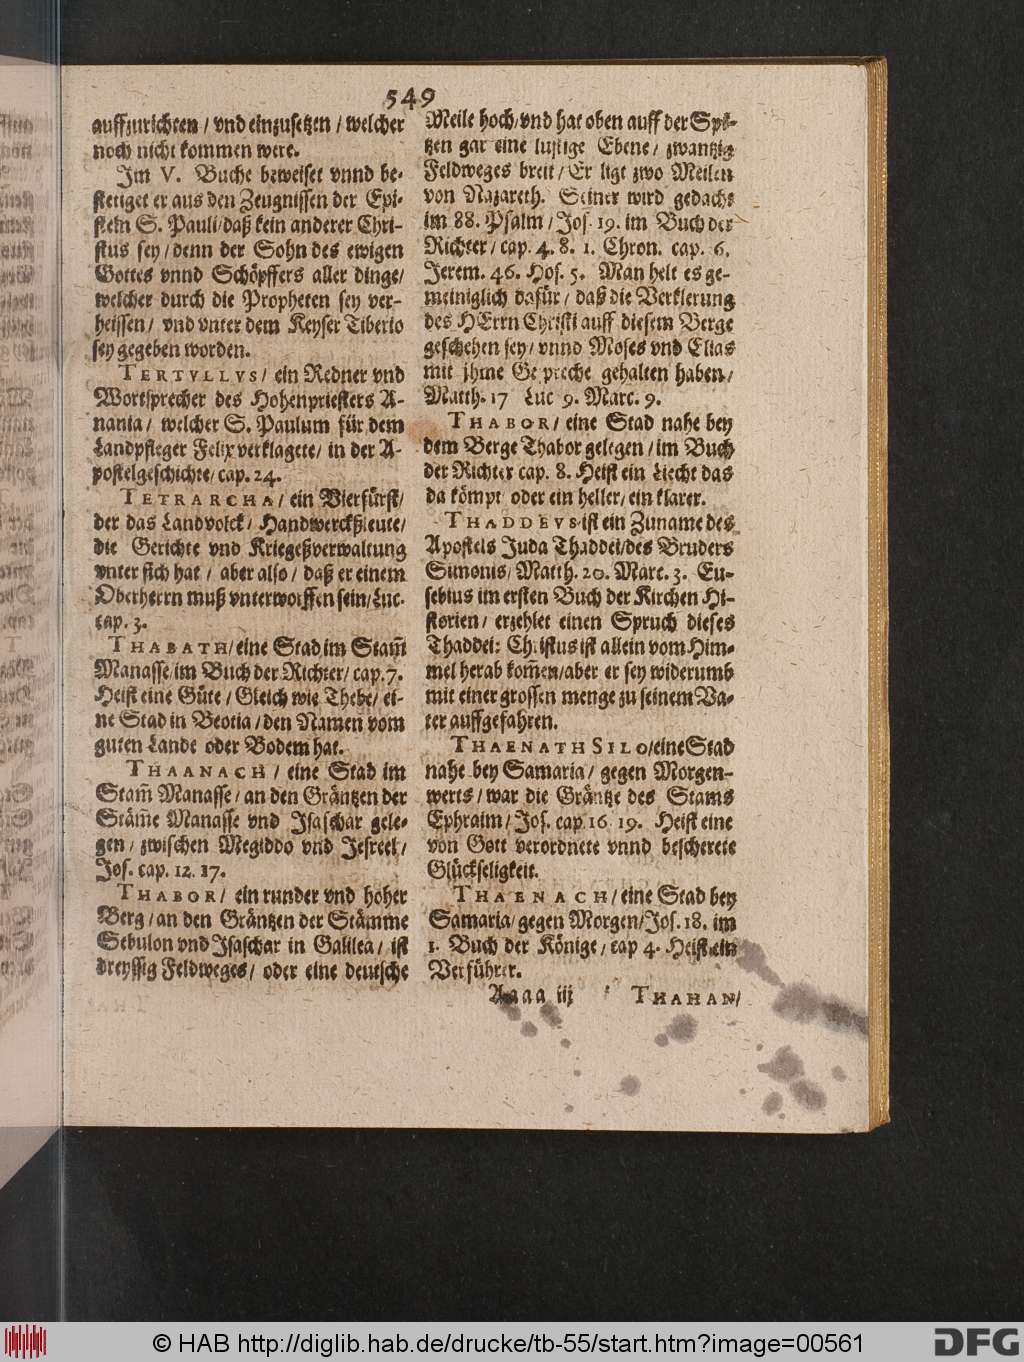 549
auffzurichten / vnd einzusetzen / welcher
noch nicht kommen were.
Im V. Buche beweiset vnnd be-
stetiget er aus den Zeugnissen der Epi-
steln S. Pauli / daß kein anderer Chri-
stus sey / denn der Sohn des ewigen
Gottes vnnd Schöpffers aller dinge /
welcher durch die Propheten sey ver-
heissen / vnd vnter dem Keyser Tiberio
sey gegeben worden.
TERTVLLVS / ein Redner vnd
Wortsprecher des Hohenpriesters A-
nania / welcher S. Paulum für dem
Landpfleger Felix verklagete / in der A-
postelgeschichte / cap. 24.
TETRARCHA / ein Vierfürst /
der das Landvolck / Handwerckßleute /
die Gerichte vnd Kriegeßverwaltung
vnter sich hat / aber also / daß er einem
Oberherrn muß vnterworffen sein / Luc.
cap. 3.
THABATH / eine Stad im Stam̃
Manasse / im Buch der Richter / cap. 7.
Heist eine Güte / Gleich wie Thebe / ei-
ne Stad in Beotia / den Namen vom
guten Lande oder Bodem hat.
THAANACH / eine Stad im
Stam̃ Manasse / an den Gräntzen der
Stäm̃e Manasse vnd Isaschar gele-
gen / zwischen Megiddo vnd Jesreel /
Jos. cap. 12. 17.
THABOR / ein runder vnd hoher
Berg / an den Gräntzen der Stämme
Sebulon vnd Isaschar in Galilea / ist
dreyssig Feldweges / oder eine deutsche
Meile hoch / vnd hat oben auff der Spi-
tzen gar eine lustige Ebene / zwantzig
Feldweges breit / Er ligt zwo Meilen
von Nazareth. Seiner wird gedacht
im 88. Psalm / Jos. 19. im Buch der
Richter / cap. 4. 8. 1. Chron. cap. 6.
Jerem. 46. Hos. 5. Man helt es ge-
meiniglich dafür / daß die Verklerung
des HErrn Christi auff diesem Berge
geschehen sey / vnnd Moses vnd Elias
mit jhme Gespreche gehalten haben /
Matth. 17 Luc 9. Marc. 9.
THABOR / eine Stad nahe bey
dem Berge Thabor gelegen / im Buch
der Richter cap. 8. Heist ein Liecht das
da kömpt oder ein heller / ein klarer.
THADDEVS / ist ein Zuname des
Apostels Juda Thaddei / des Bruders
Simonis / Matth. 20. Marc. 3. Eu-
sebius im ersten Buch der Kirchen Hi-
storien / erzehlet einen Spruch dieses
Thaddei: Christus ist allein vom Him-
mel herab kom̃en / aber er sey widerumb
mit einer grossen menge zu seinem Va-
ter auffgefahren.
THAENATH SILO / eine Stad
nahe bey Samaria / gegen Morgen-
werts / war die Gräntze des Stams
Ephraim / Jos. cap. 16 19. Heist eine
von Gott verordnete vnnd bescherete
Glückseligkeit.
THAENACH / eine Stad bey
Samaria / gegen Morgen / Jos. 18. im
1. Buch der Könige / cap 4. Heist ein
Verführer.
Aaaa iij THAHAN /
© HAB http://diglib.hab.de/drucke/tb-55/start.htm?image=00561
DFG